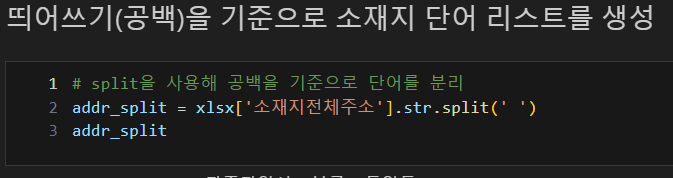 띄어쓰기(공백)을 기준으로 소재지 단어 리스트를 생성
1 # split을 사용해 공백을 기준으로 단어를 분리
2 addr_split = xlsx['소재지전체주소'].str.split(' ')
3 addr_split